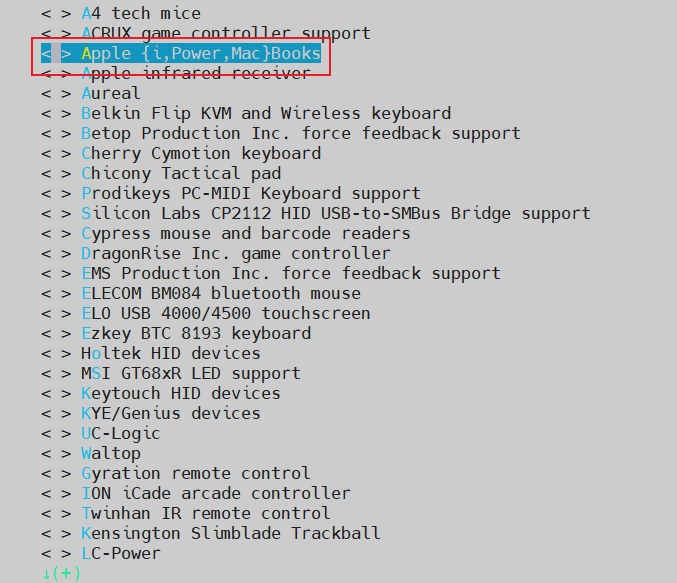 < > A4 tech mice
< > ACRUX game controller support
< > Apple {i,Power,Mac}Books
< > Apple infrared receiver
< > Aureal
< > Belkin Flip KVM and Wireless keyboard
< > Betop Production Inc. force feedback support
< > Cherry Cymotion keyboard
< > Chicony Tactical pad
< > Prodikeys PC-MIDI Keyboard support
< > Silicon Labs CP2112 HID USB-to-SMBus Bridge support
< > Cypress mouse and barcode readers
< > DragonRise Inc. game controller
< > EMS Production Inc. force feedback support
< > ELECOM BM084 bluetooth mouse
< > ELO USB 4000/4500 touchscreen
< > Ezkey BTC 8193 keyboard
< > Holtek HID devices
< > MSI GT68xR LED support
< > Keytouch HID devices
< > KYE/Genius devices
< > UC-Logic
< > Waltop
< > Gyration remote control
< > ION iCade arcade controller
< > Twinhan IR remote control
< > Kensington Slimblade Trackball
< > LC-Power
↓(+)